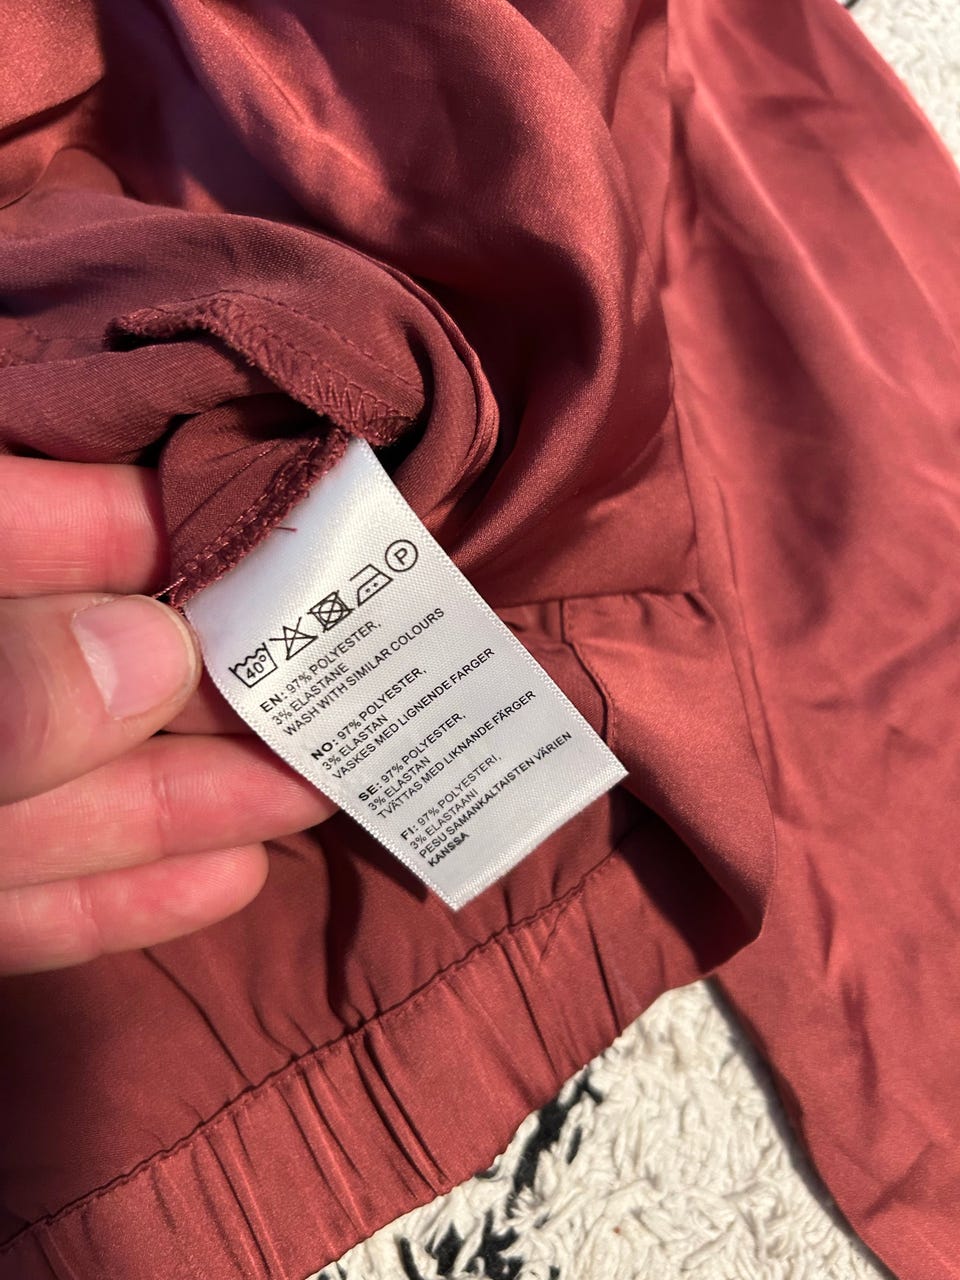 40° P
EN: 97% POLYESTER,
3% ELASTANE
WASH WITH SIMILAR COLOURS
NO: 97% POLYESTER,
3% ELASTAN
VASKES MED LIGNENDE FARGER
SE: 97% POLYESTER,
3% ELASTAN
TVÄTTAS MED LIKNANDE FÄRGER
FI: 97% POLYESTERI,
3% ELASTAANI
PESU SAMANKALTAISTEN VÄRIEN
KANSSA